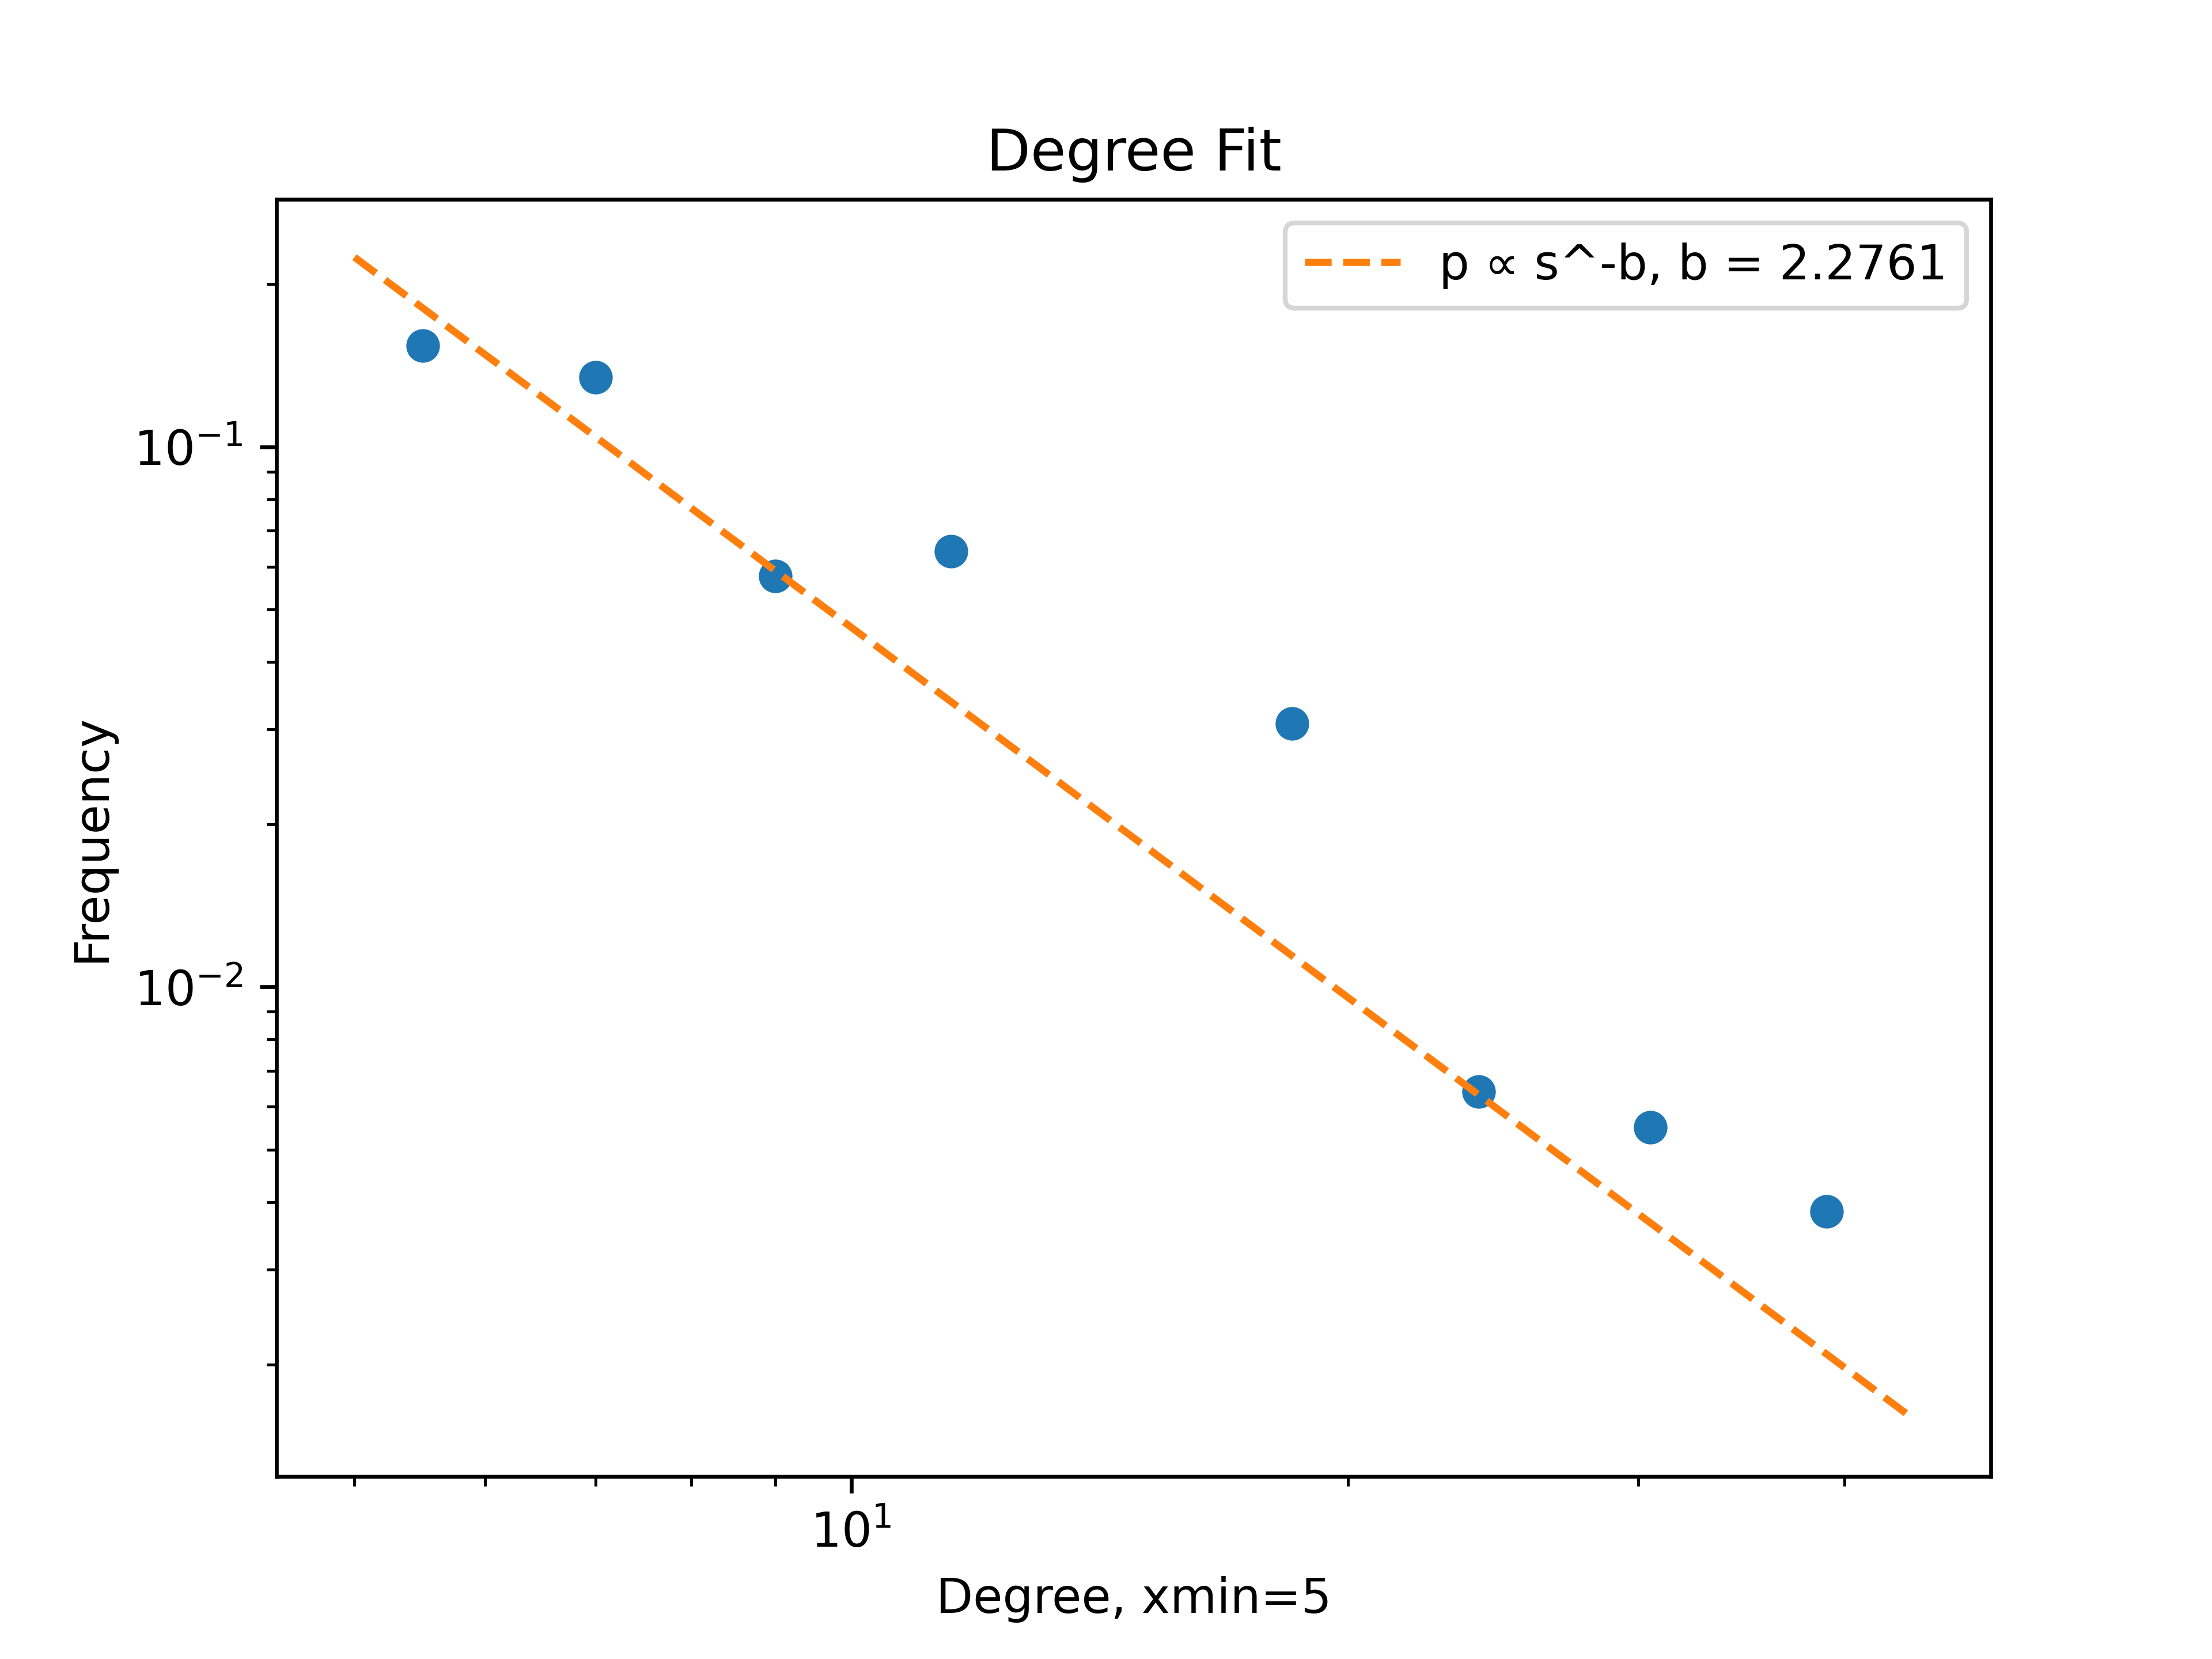 Degree Fit
p ∝ s^-b, b = 2.2761
10⁻¹
10⁻²
Frequency
10¹
Degree, xmin=5